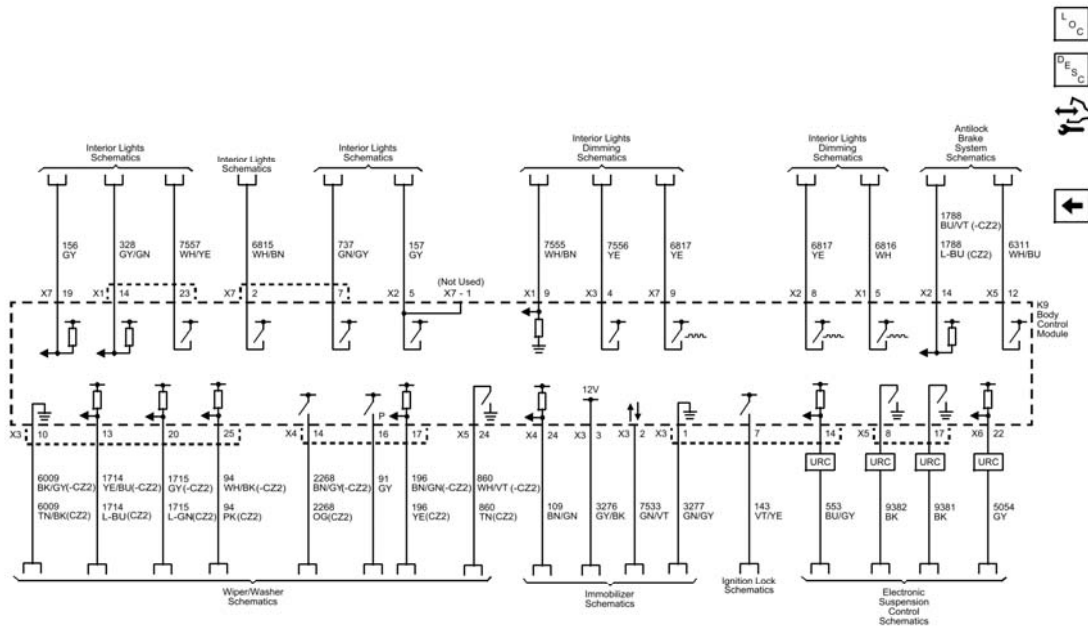 L
O
C
D
E
S
C
Interior Lights
Schematics
Interior Lights
Schematics
Interior Lights
Schematics
Interior Lights
Dimming
Schematics
Interior Lights
Dimming
Schematics
Antilock
Brake
System
Schematics
156
GY
328
GY/GN
7557
WH/YE
6815
WH/BN
737
GN/GY
157
GY
7555
WH/BN
7556
YE
6817
YE
6817
YE
6816
WH
1788
BU/VT (-CZ2)
1788
L-BU (CZ2)
6311
WH/BU
(Not Used)
X7 - 1
X7 19
X1 14
23
X7 2
7
X2 5
X1 9
X3 4
X7 9
X2 8
X1 5
X2 14
X5 12
K9
Body
Control
Module
12V
P
X3 10
13
20
25
X4 14
16
17
X5 24
X4 24
X3 3
X3 2
X3 1
7
14
X5 8
17
X6 22
URC
URC
URC
URC
6009
BK/GY(-CZ2)
6009
TN/BK(CZ2)
1714
YE/BU(-CZ2)
1714
L-BU(CZ2)
1715
GY(-CZ2)
1715
L-GN(CZ2)
94
WH/BK(-CZ2)
94
PK(CZ2)
2268
BN/GY(-CZ2)
2268
OG(CZ2)
91
GY
196
BN/GN(-CZ2)
196
YE(CZ2)
860
WH/VT (-CZ2)
860
TN(CZ2)
109
BN/GN
3276
GY/BK
7533
GN/VT
3277
GN/GY
143
VT/YE
553
BU/GY
9382
BK
9381
BK
5054
GY
Wiper/Washer
Schematics
Immobilizer
Schematics
Ignition Lock
Schematics
Electronic
Suspension
Control
Schematics